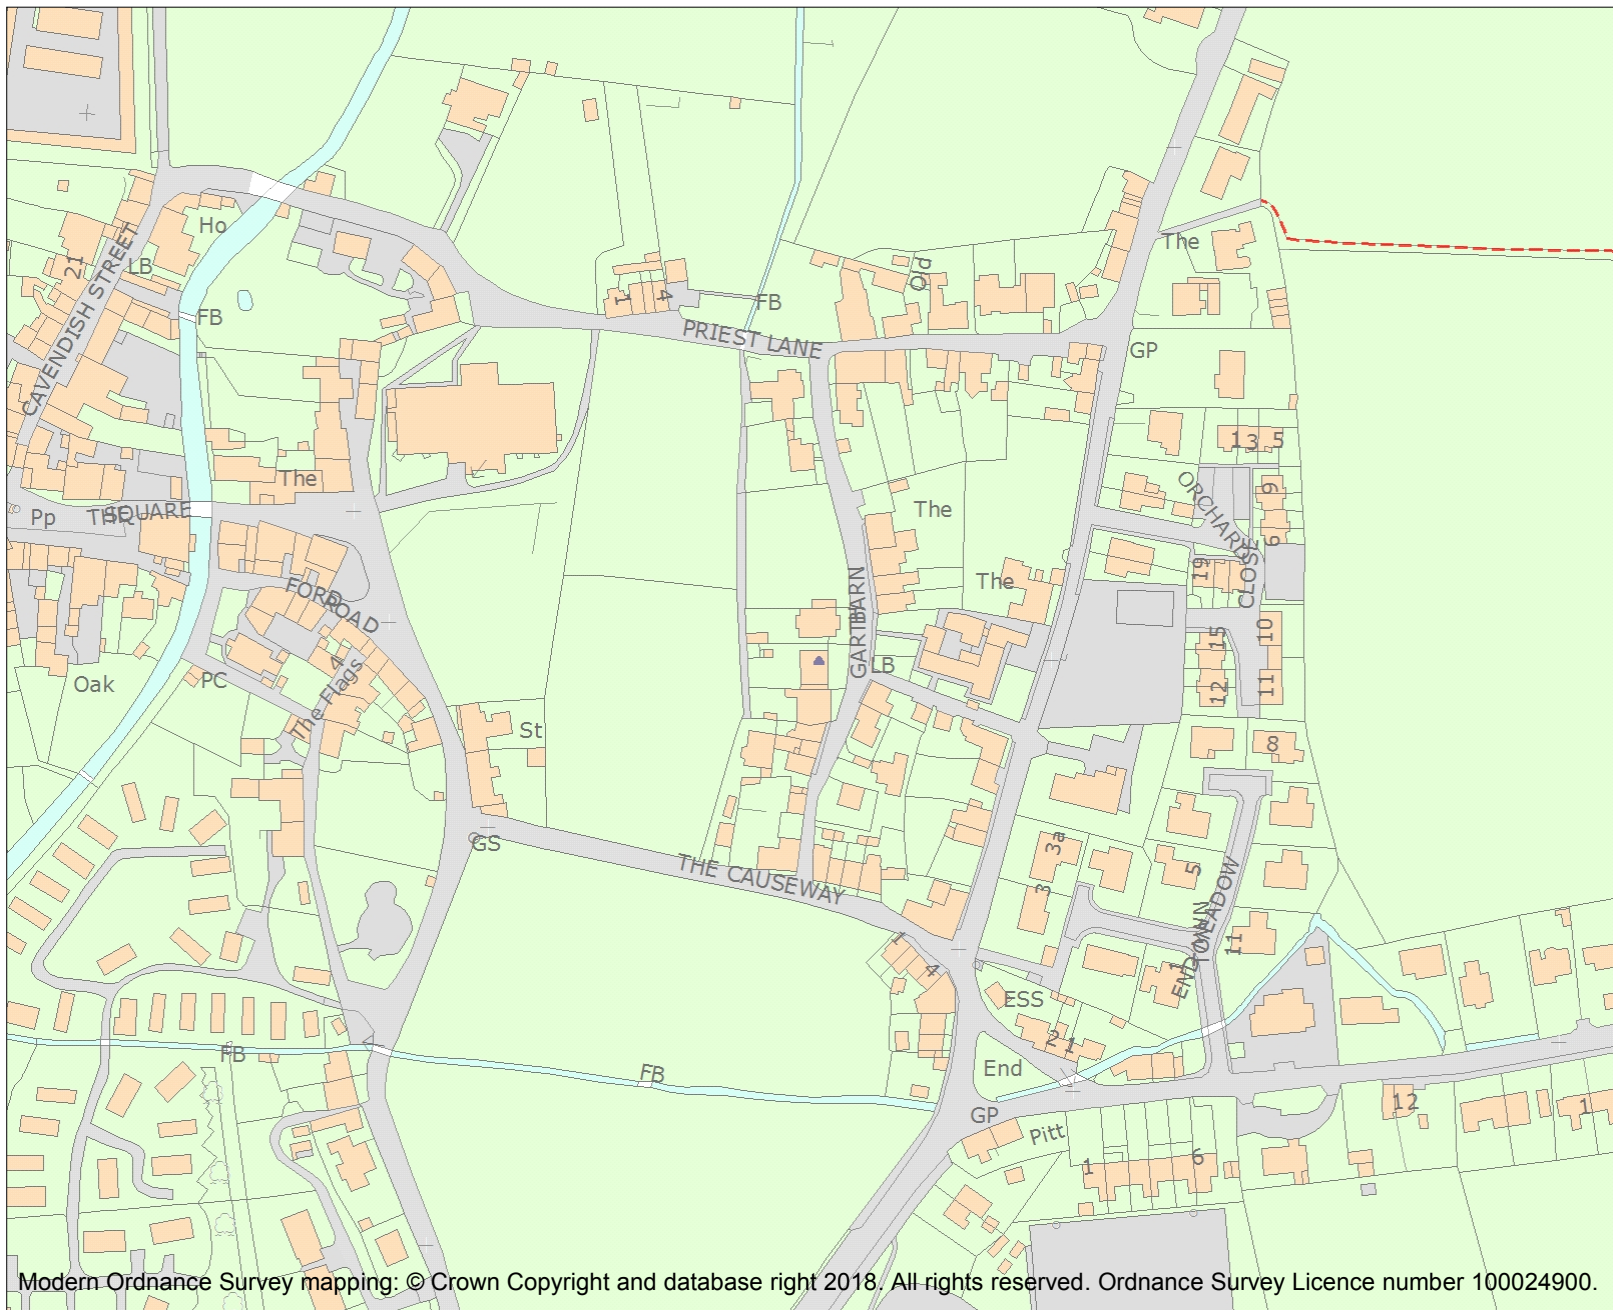 Ho
21
LB
CAVENDISH STREET
FB
1
4
FB
PRIEST LANE
Old
The
GP
1 3 5
ORCHARD
CLOSE
9
6
19
15
12
10
11
8
The
Pp
THE
SQUARE
The
The
FORD
ROAD
4
The Flags
PC
Oak
GARTH
BARN
LB
St
GS
THE CAUSEWAY
3a
3
5
TOWN
END
MEADOW
11
1
1
4
ESS
2
1
End
FB
FB
GP
Pitt
1
6
12
1
Modern Ordnance Survey mapping: © Crown Copyright and database right 2018. All rights reserved. Ordnance Survey Licence number 100024900.